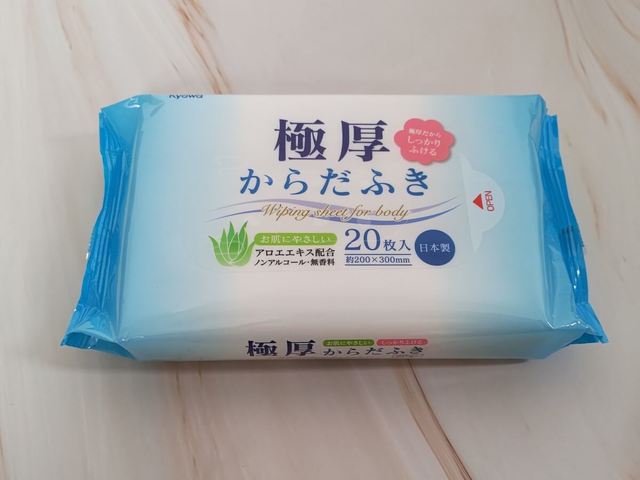 Kyowa
極厚
極厚だから
しっかり
ふける
からだふき
Wiping sheet for body
OPEN
お肌にやさしい
アロエエキス配合
ノンアルコール・無香料
20枚入
約200×300mm
日本製
極厚
お肌にやさしい
しっかりふける
からだふき